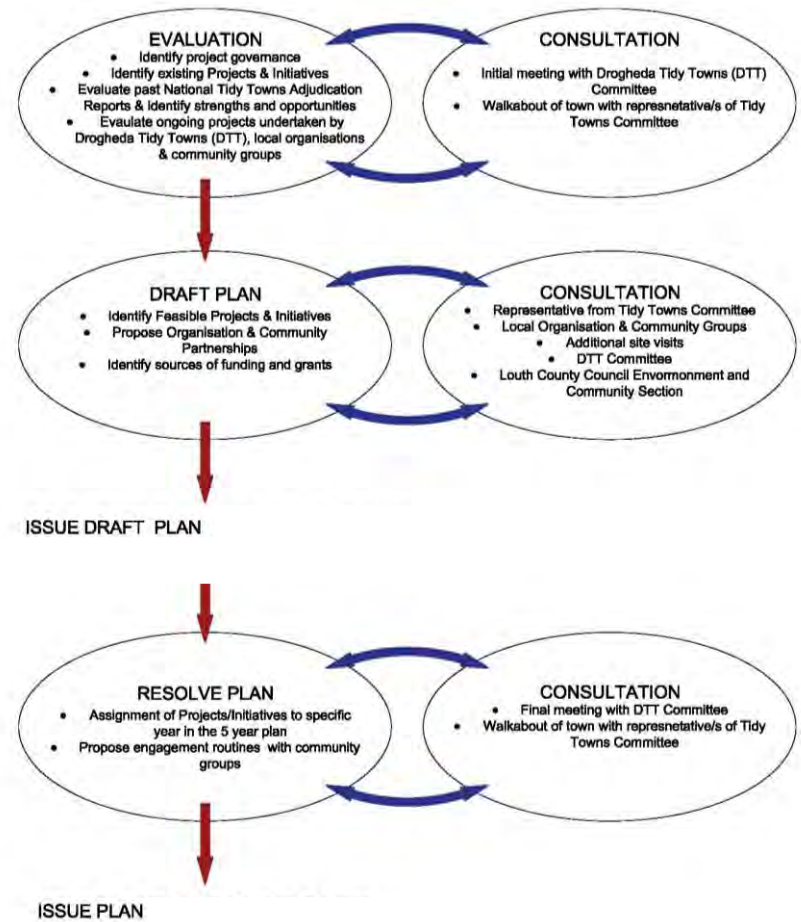 EVALUATION
• Identify project governance
• Identify existing Projects & Initiatives
• Evaluate past National Tidy Towns Adjudication
Reports & identify strengths and opportunities
• Evaulate ongoing projects undertaken by
Drogheda Tidy Towns (DTT), local organisations
& community groups
CONSULTATION
• Initial meeting with Drogheda Tidy Towns (DTT)
Committee
• Walkabout of town with represnetative/s of Tidy
Towns Committee
DRAFT PLAN
• Identify Feasible Projects & Initiatives
• Propose Organisation & Community
Partnerships
• Identify sources of funding and grants
CONSULTATION
• Representative from Tidy Towns Committee
• Local Organisation & Community Groups
• Additional site visits
• DTT Committee
• Louth County Council Envormonment and
Community Section
ISSUE DRAFT PLAN
RESOLVE PLAN
• Assignment of Projects/Initiatives to specific
year in the 5 year plan
• Propose engagement routines with community
groups
CONSULTATION
• Final meeting with DTT Committee
• Walkabout of town with represnetative/s of Tidy
Towns Committee
ISSUE PLAN